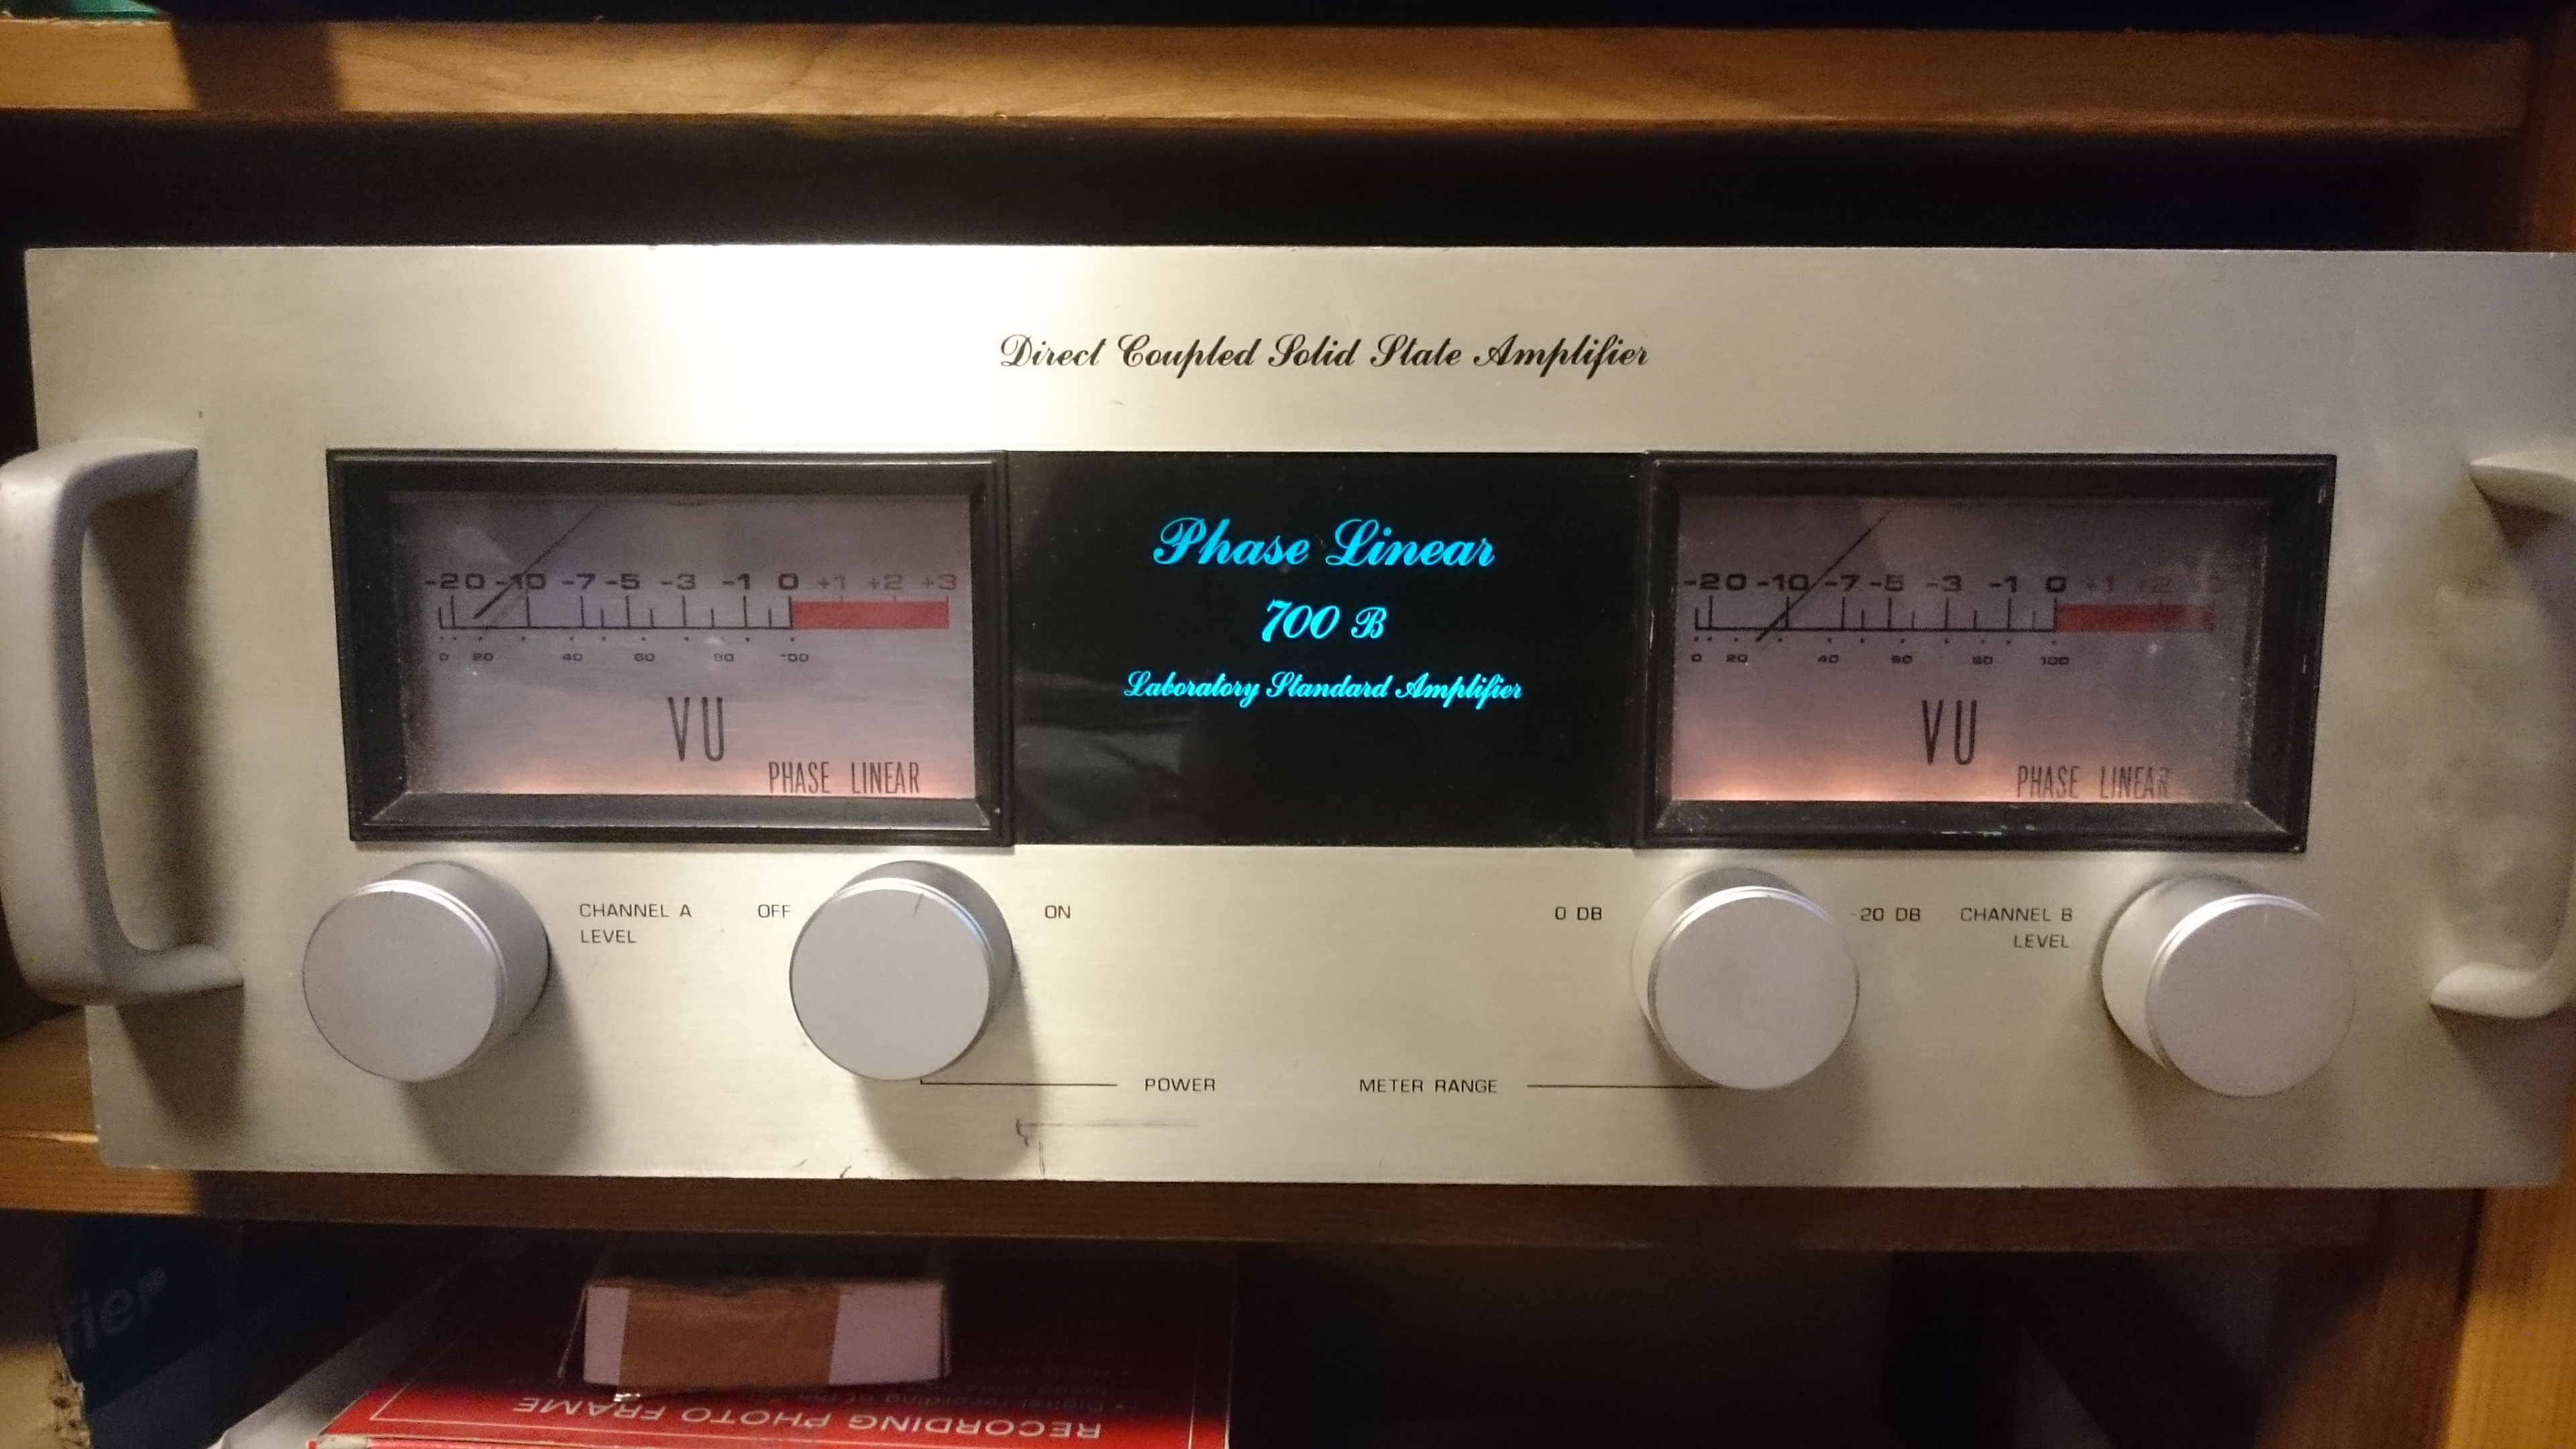 Direct Coupled Solid State Amplifier
-20 -10 -7 -5 -3 -1 0 +1 +2 +3
0 20 40 60 80 100
VU
PHASE LINEAR
Phase Linear
700 B
Laboratory Standard Amplifier
-20 -10 -7 -5 -3 -1 0 +1 +2
0 20 40 60 80 100
VU
PHASE LINEAR
CHANNEL A
LEVEL
OFF
ON
0 DB
-20 DB
CHANNEL B
LEVEL
POWER
METER RANGE
RECORDING PHOTO FRAME